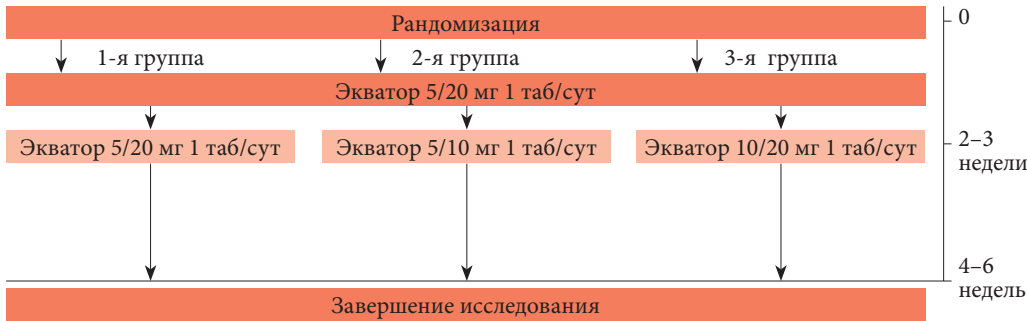 Рандомизация
0
1-я группа
2-я группа
3-я группа
Экватор 5/20 мг 1 таб/сут
Экватор 5/20 мг 1 таб/сут
Экватор 5/10 мг 1 таб/сут
Экватор 10/20 мг 1 таб/сут
2–3
недели
4–6
недель
Завершение исследования